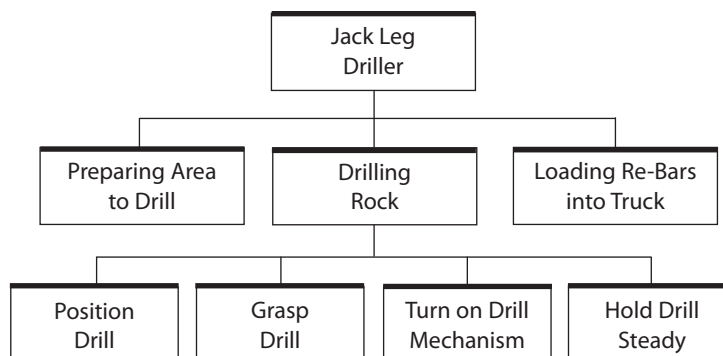 Jack Leg
Driller
Preparing Area
to Drill
Drilling
Rock
Loading Re-Bars
into Truck
Position
Drill
Grasp
Drill
Turn on Drill
Mechanism
Hold Drill
Steady